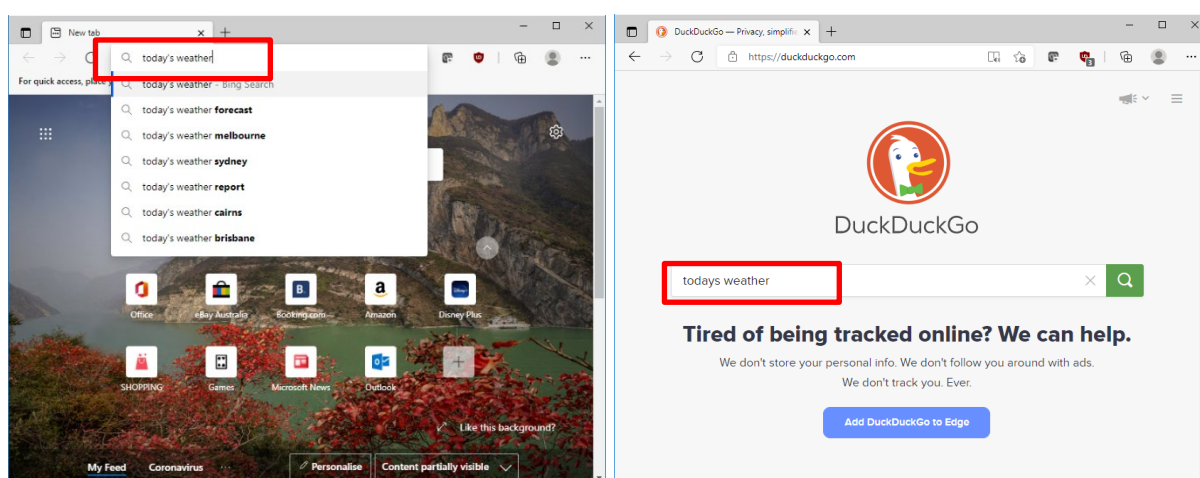 New tab
today's weather
For quick access, place y
today's weather - Bing Search
today's weather forecast
today's weather melbourne
today's weather sydney
today's weather report
today's weather cairns
today's weather brisbane
Office
eBay Australia
Booking.com
Amazon
Disney Plus
SHOPPING
Games
Microsoft News
Outlook
Like this background?
My Feed
Coronavirus
Personalise
Content partially visible
DuckDuckGo — Privacy, simplifie
https://duckduckgo.com
3
DuckDuckGo
todays weather
Tired of being tracked online? We can help.
We don't store your personal info. We don't follow you around with ads.
We don't track you. Ever.
Add DuckDuckGo to Edge